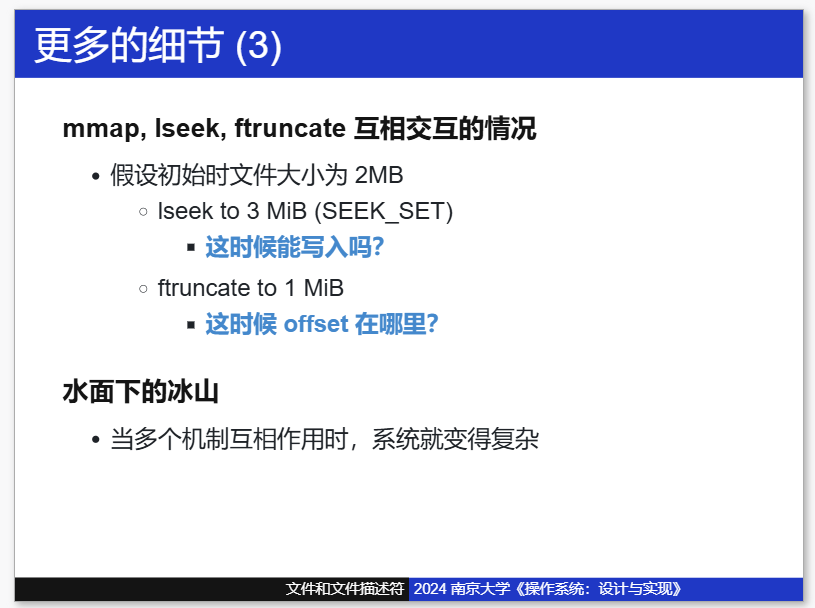 更多的细节 (3)
mmap, lseek, ftruncate 互相交互的情况
假设初始时文件大小为 2MB
lseek to 3 MiB (SEEK_SET)
这时候能写入吗？
ftruncate to 1 MiB
这时候 offset 在哪里？
水面下的冰山
当多个机制互相作用时，系统就变得复杂
文件和文件描述符 2024 南京大学《操作系统：设计与实现》